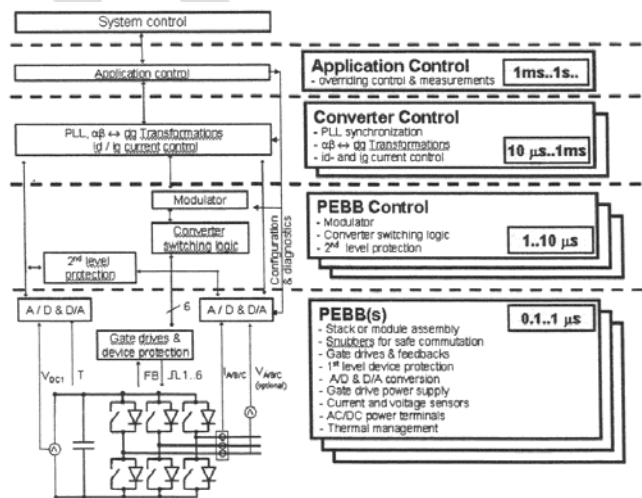 System control
Application control
PLL, αβ ↔ dq Transformations
id / iq current control
Modulator
Converter
switching logic
2nd level
protection
Configuration
& diagnostics
A / D & D/A
6
A / D & D/A
Gate drives &
device protection
VDC1
T
FB
1..6
IA/B/C
VA/B/C
(optional)
Application Control
- overriding control & measurements
1ms..1s..
Converter Control
- PLL synchronization
- αβ ↔ dq Transformations
- id- and iq current control
10 µs..1ms
PEBB Control
- Modulator
- Converter switching logic
- 2nd level protection
1..10 µs
PEBB(s)
0.1..1 µs
- Stack or module assembly
- Snubbers for safe commutation
- Gate drives & feedbacks
- 1st level device protection
- A/D & D/A conversion
- Gate drive power supply
- Current and voltage sensors
- AC/DC power terminals
- Thermal management